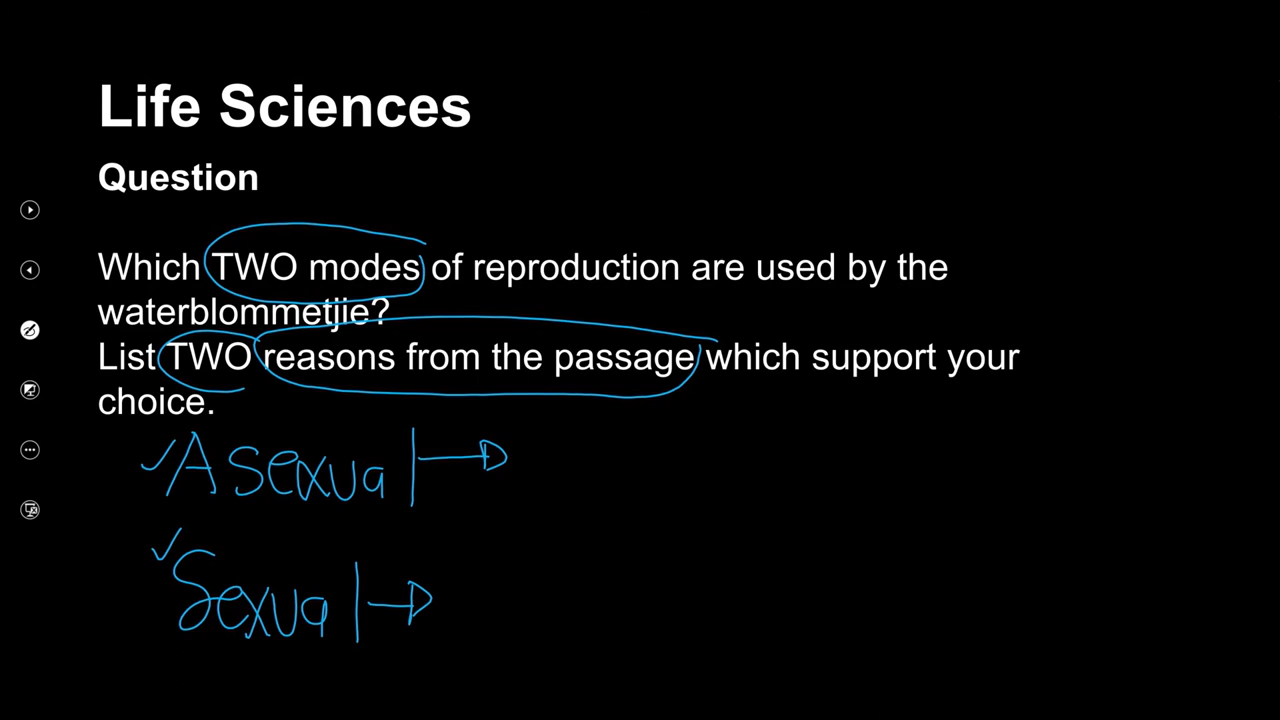 Life Sciences
Question
Which TWO modes of reproduction are used by the
waterblommetjie?
List TWO reasons from the passage which support your
choice.
Asexual
Sexual